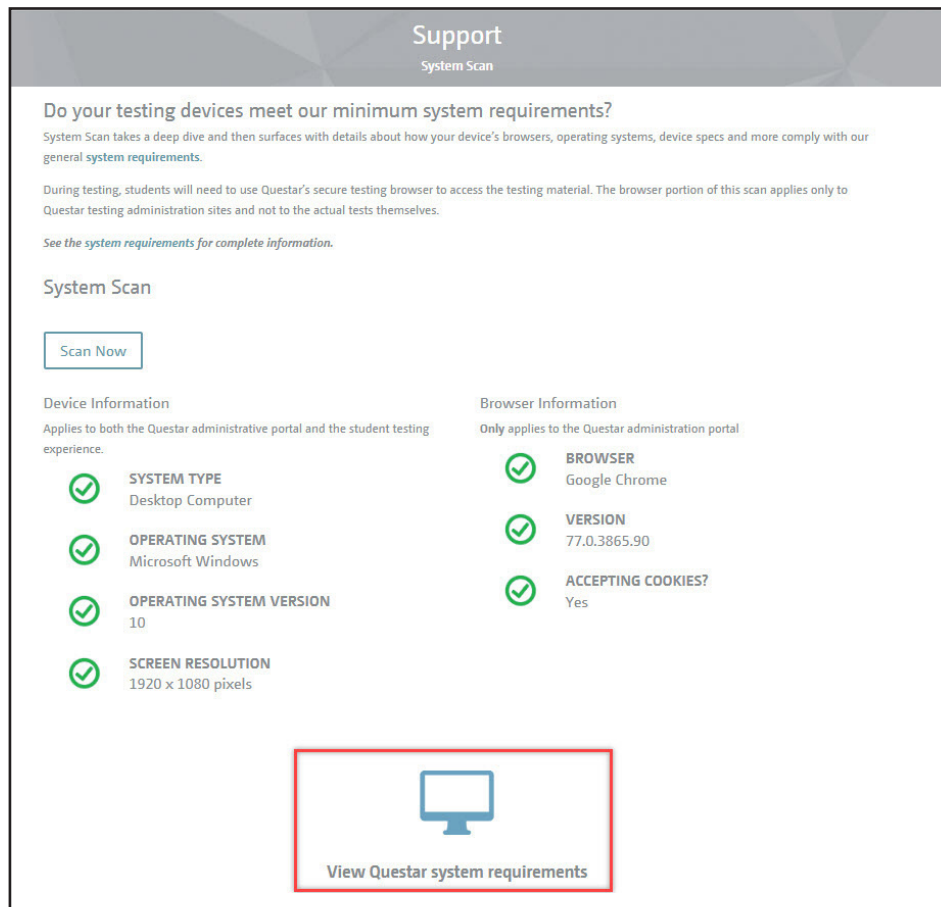 Support
System Scan
Do your testing devices meet our minimum system requirements?
System Scan takes a deep dive and then surfaces with details about how your device's browsers, operating systems, device specs and more comply with our
general system requirements.
During testing, students will need to use Questar's secure testing browser to access the testing material. The browser portion of this scan applies only to
Questar testing administration sites and not to the actual tests themselves.
See the system requirements for complete information.
System Scan
Scan Now
Device Information
Applies to both the Questar administrative portal and the student testing
experience.
SYSTEM TYPE
Desktop Computer
OPERATING SYSTEM
Microsoft Windows
OPERATING SYSTEM VERSION
10
SCREEN RESOLUTION
1920 x 1080 pixels
Browser Information
Only applies to the Questar administration portal
BROWSER
Google Chrome
VERSION
77.0.3865.90
ACCEPTING COOKIES?
Yes
View Questar system requirements